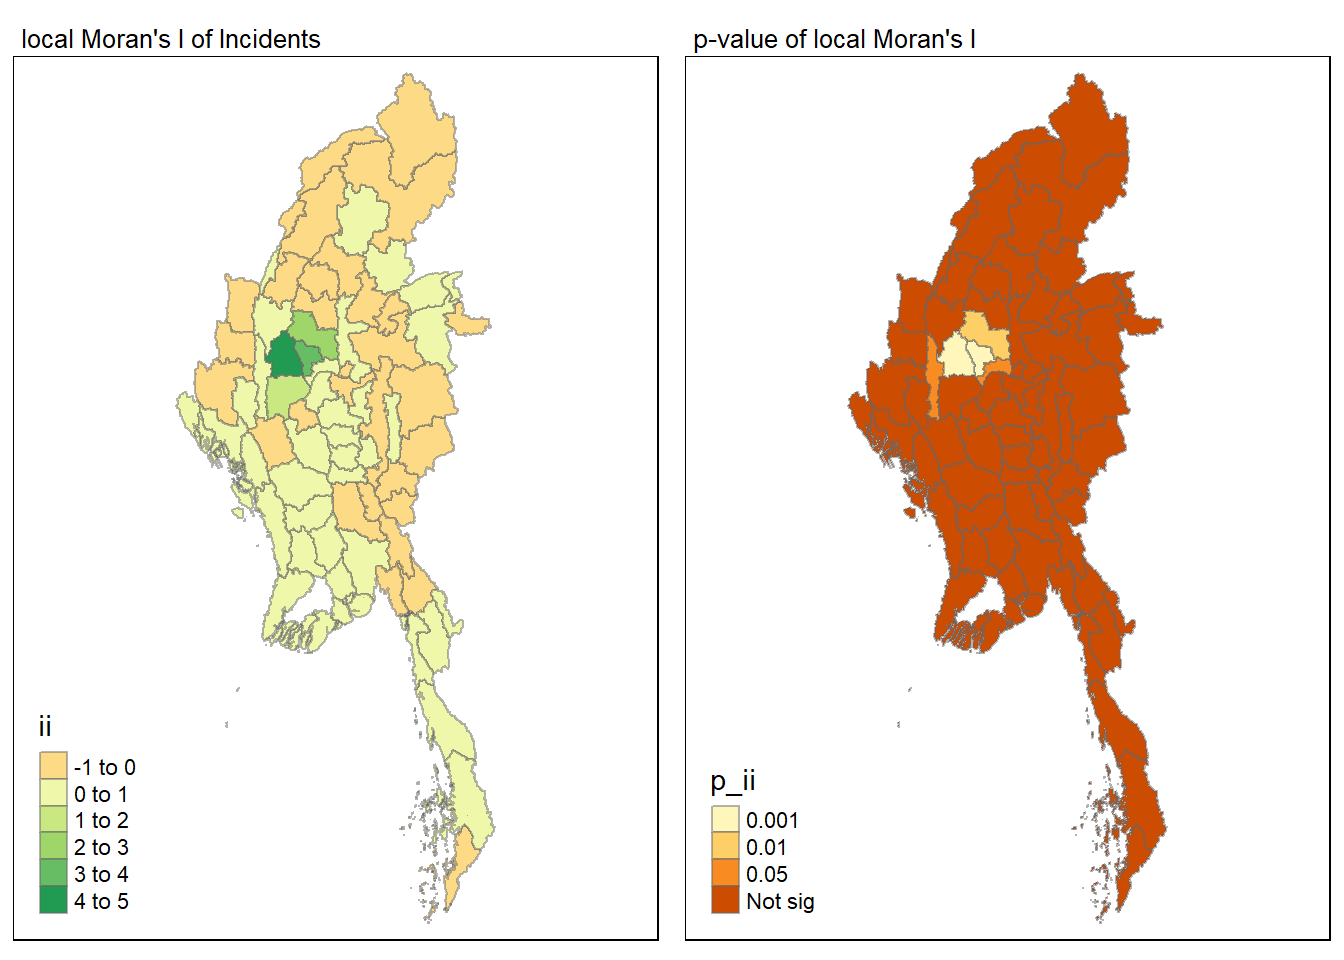 local Moran's I of Incidents
p-value of local Moran's I
ii
-1 to 0
0 to 1
1 to 2
2 to 3
3 to 4
4 to 5
p_ii
0.001
0.01
0.05
Not sig